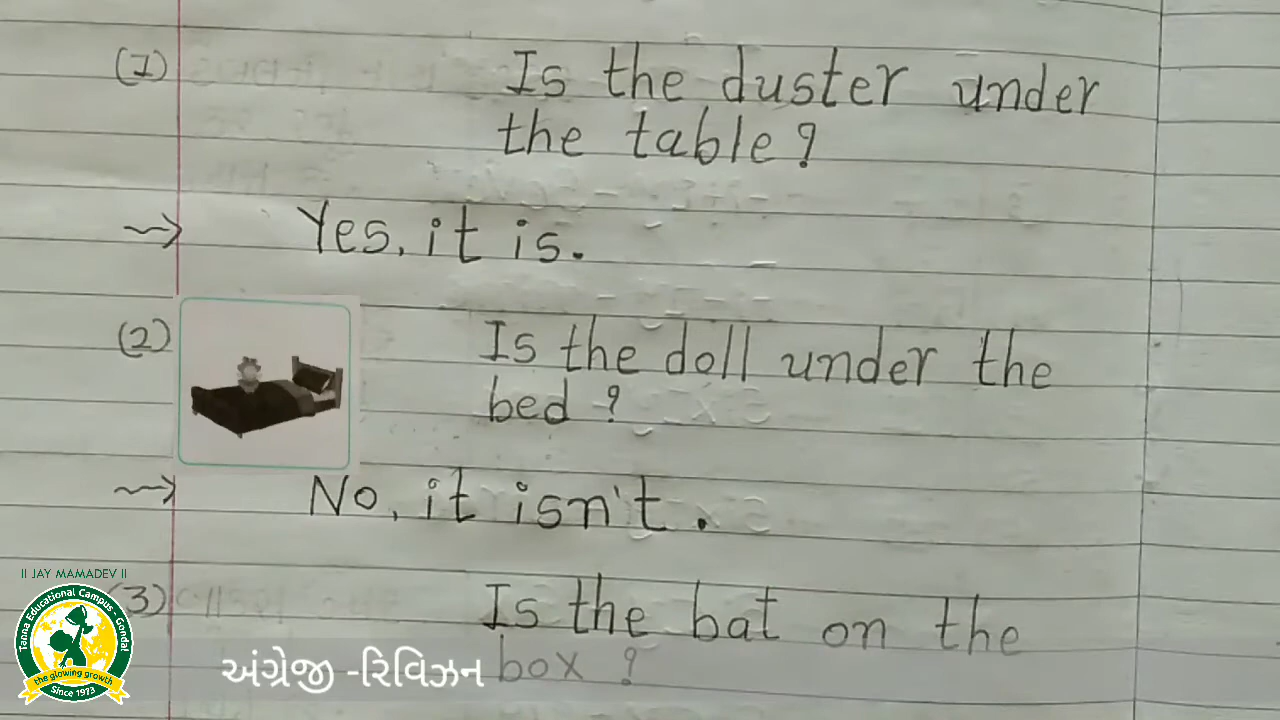 (1) Is the duster under
the table?
→ Yes, it is.
(2) Is the doll under the
bed?
→ No, it isn't.
(3) Is the bat on the
box?
અંગ્રેજી -રિવિઝન
॥ JAY MAMADEV ॥
Tanna Educational Campus - Gondal
the glowing growth
Since 1973